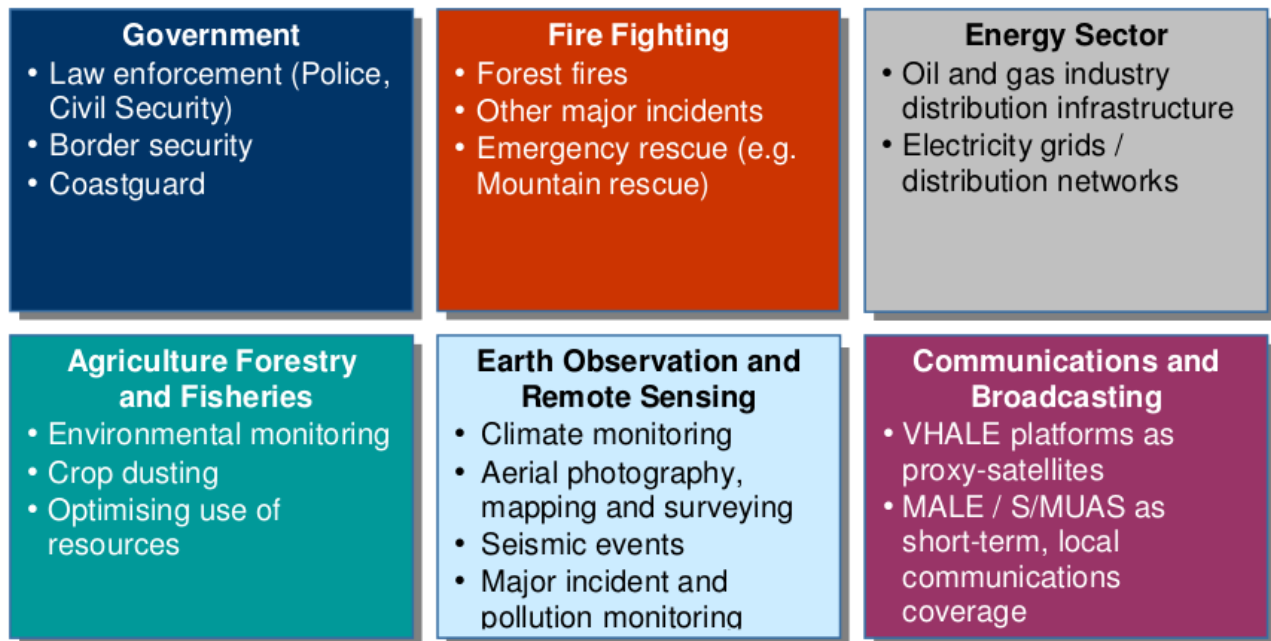 Government
• Law enforcement (Police,
Civil Security)
• Border security
• Coastguard
Fire Fighting
• Forest fires
• Other major incidents
• Emergency rescue (e.g.
Mountain rescue)
Energy Sector
• Oil and gas industry
distribution infrastructure
• Electricity grids /
distribution networks
Agriculture Forestry
and Fisheries
• Environmental monitoring
• Crop dusting
• Optimising use of
resources
Earth Observation and
Remote Sensing
• Climate monitoring
• Aerial photography,
mapping and surveying
• Seismic events
• Major incident and
pollution monitoring
Communications and
Broadcasting
• VHALE platforms as
proxy-satellites
• MALE / S/MUAS as
short-term, local
communications
coverage